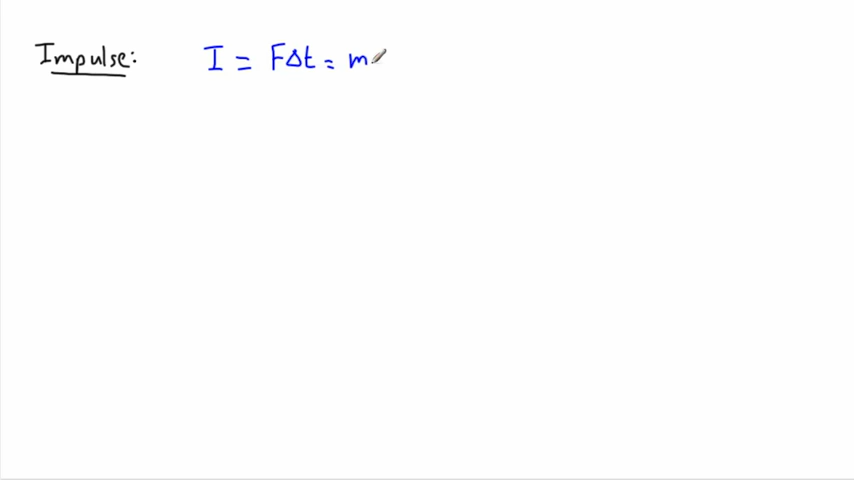 Impulse: I = FΔt = m